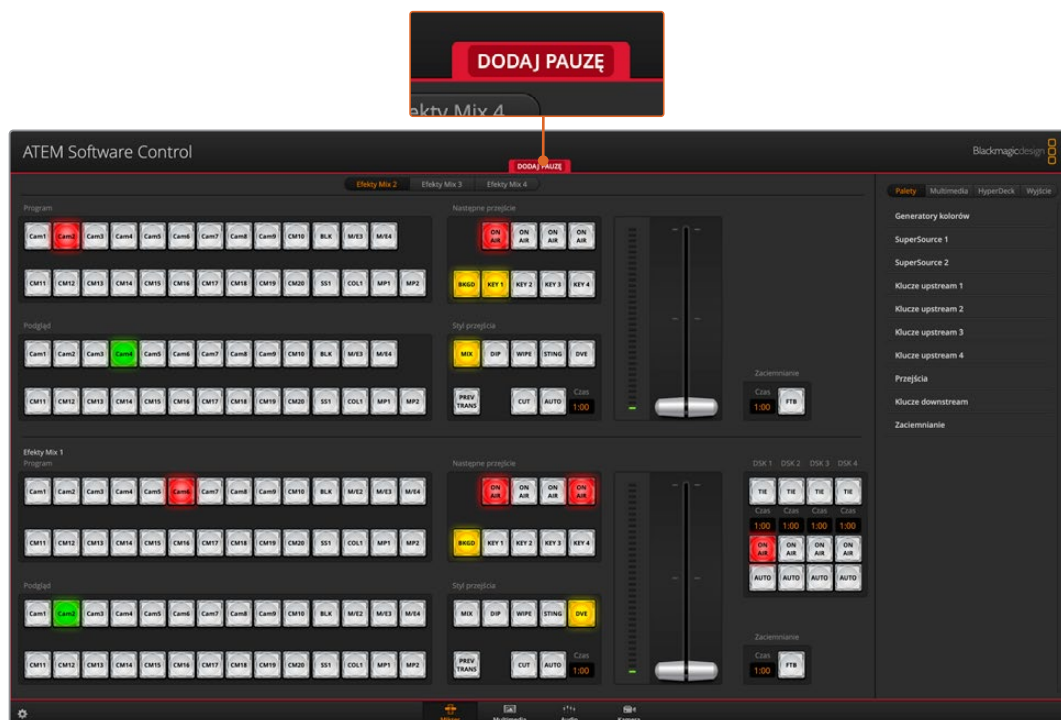 DODAJ PAUZĘ
ekty Mix 4
ATEM Software Control
Blackmagicdesign
DODAJ PAUZĘ
Efekty Mix 2 Efekty Mix 3 Efekty Mix 4
Palety Multimedia HyperDeck Wyjście
Program
Następne przejście
Generatory kolorów
SuperSource 1
SuperSource 2
Klucze upstream 1
Klucze upstream 2
Klucze upstream 3
Klucze upstream 4
Przejścia
Klucze downstream
Zaciemnianie
Cam1 Cam2 Cam3 Cam4 Cam5 Cam6 Cam7 Cam8 Cam9 CM10 BLK M/E3 M/E4
ON AIR ON AIR ON AIR ON AIR
CM11 CM12 CM13 CM14 CM15 CM16 CM17 CM18 CM19 CM20 SS1 COL1 MP1 MP2
BKGD KEY 1 KEY 2 KEY 3 KEY 4
Podgląd
Styl przejścia
Cam1 Cam2 Cam3 Cam4 Cam5 Cam6 Cam7 Cam8 Cam9 CM10 BLK M/E3 M/E4
MIX DIP WIPE STING DVE
Zaciemnianie
CM11 CM12 CM13 CM14 CM15 CM16 CM17 CM18 CM19 CM20 SS1 COL1 MP1 MP2
PREV TRANS CUT AUTO Czas 1:00
Czas 1:00 FTB
Efekty Mix 1
Program
Następne przejście
DSK 1 DSK 2 DSK 3 DSK 4
Cam1 Cam2 Cam3 Cam4 Cam5 Cam6 Cam7 Cam8 Cam9 CM10 BLK M/E2 M/E3 M/E4
ON AIR ON AIR ON AIR ON AIR
TIE TIE TIE TIE
Czas Czas Czas Czas
1:00 1:00 1:00 1:00
CM11 CM12 CM13 CM14 CM15 CM16 CM17 CM18 CM19 CM20 SS1 COL1 MP1 MP2
BKGD KEY 1 KEY 2 KEY 3 KEY 4
ON AIR ON AIR ON AIR ON AIR
AUTO AUTO AUTO AUTO
Podgląd
Styl przejścia
Cam1 Cam2 Cam3 Cam4 Cam5 Cam6 Cam7 Cam8 Cam9 CM10 BLK M/E2 M/E3 M/E4
MIX DIP WIPE STING DVE
Zaciemnianie
CM11 CM12 CM13 CM14 CM15 CM16 CM17 CM18 CM19 CM20 SS1 COL1 MP1 MP2
PREV TRANS CUT AUTO Czas 1:00
Czas 1:00 FTB
Mikser Multimedia Audio Kamera